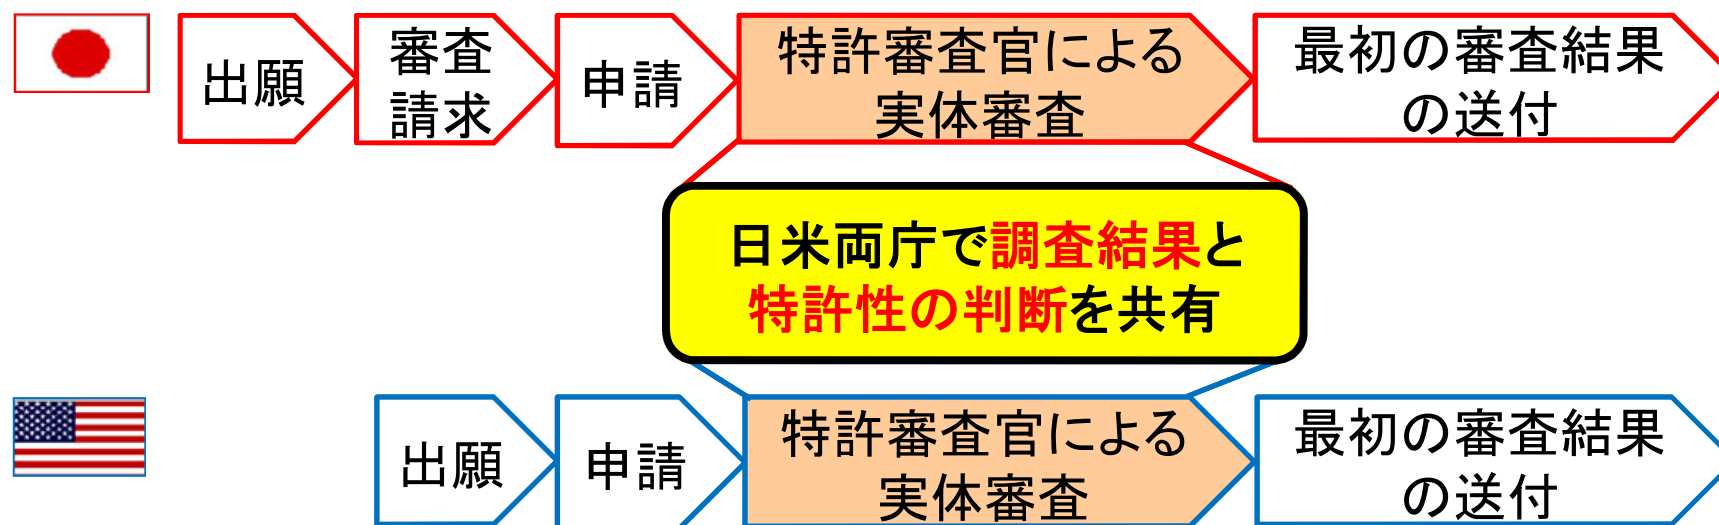 出願
審査
請求
申請
特許審査官による
実体審査
最初の審査結果
の送付
日米両庁で調査結果と
特許性の判断を共有
出願
申請
特許審査官による
実体審査
最初の審査結果
の送付